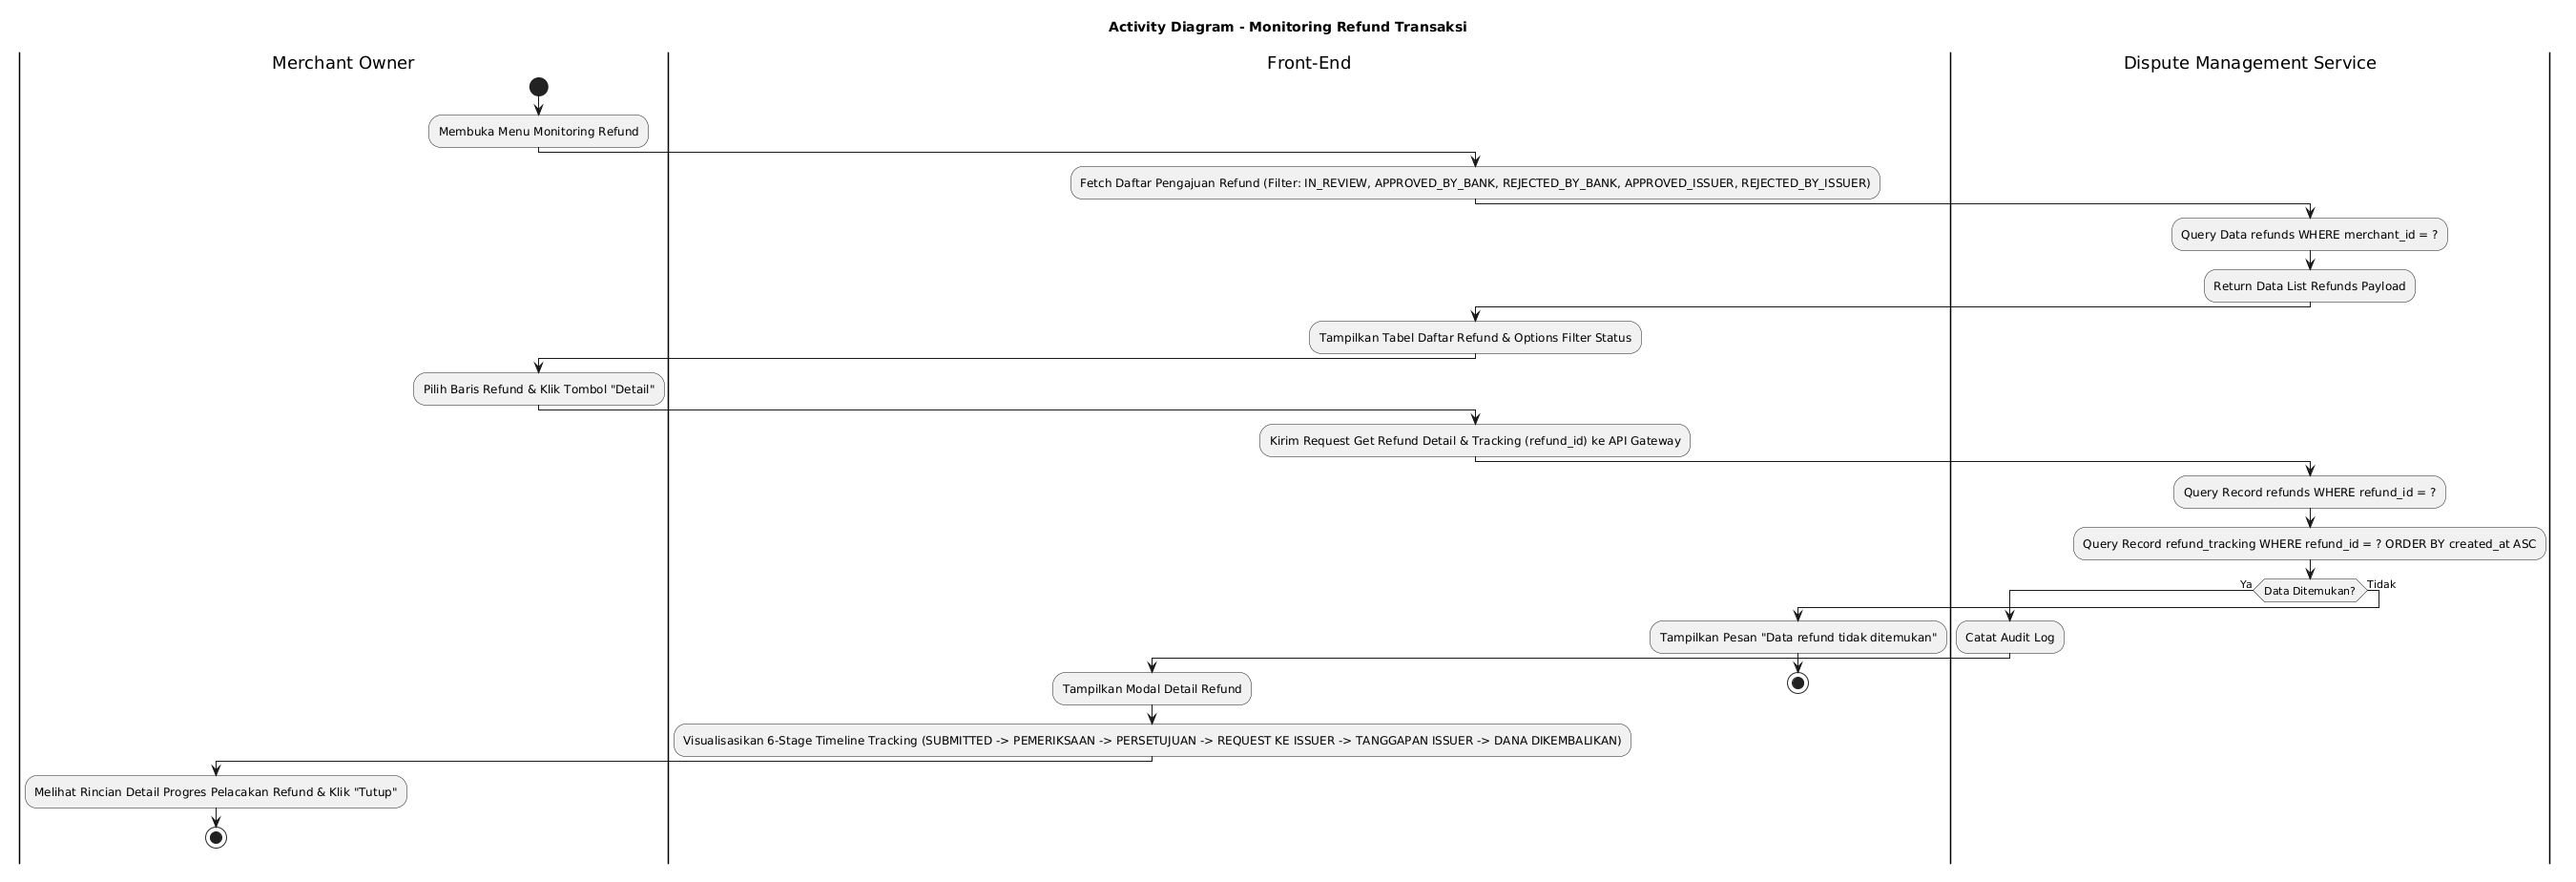 Activity Diagram - Monitoring Refund Transaksi
Merchant Owner
Front-End
Dispute Management Service
Membuka Menu Monitoring Refund
Fetch Daftar Pengajuan Refund (Filter: IN_REVIEW, APPROVED_BY_BANK, REJECTED_BY_BANK, APPROVED_ISSUER, REJECTED_BY_ISSUER)
Query Data refunds WHERE merchant_id = ?
Return Data List Refunds Payload
Tampilkan Tabel Daftar Refund & Options Filter Status
Pilih Baris Refund & Klik Tombol "Detail"
Kirim Request Get Refund Detail & Tracking (refund_id) ke API Gateway
Query Record refunds WHERE refund_id = ?
Query Record refund_tracking WHERE refund_id = ? ORDER BY created_at ASC
Ya
Data Ditemukan?
Tidak
Tampilkan Pesan "Data refund tidak ditemukan"
Catat Audit Log
Tampilkan Modal Detail Refund
Visualisasikan 6-Stage Timeline Tracking (SUBMITTED -> PEMERIKSAAN -> PERSETUJUAN -> REQUEST KE ISSUER -> TANGGAPAN ISSUER -> DANA DIKEMBALIKAN)
Melihat Rincian Detail Progres Pelacakan Refund & Klik "Tutup"